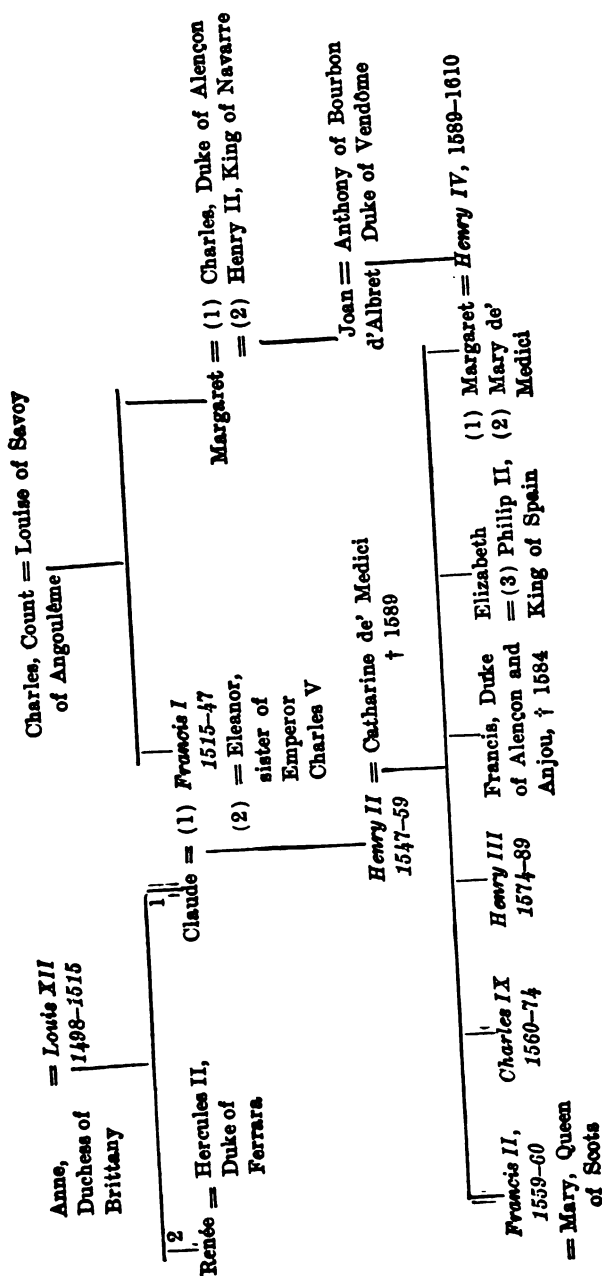 Charles, Count = Louise of Savoy
of Angoulême
Anne, = Louis XII
Duchess of 1498–1515
Brittany
2
Renée = Hercules II,
Duke of
Ferrara
1
Claude = (1) Francis I
1515–47
(2) = Eleanor,
sister of
Emperor
Charles V
Margaret = (1) Charles, Duke of Alençon
= (2) Henry II, King of Navarre
Joan = Anthony of Bourbon
d'Albret Duke of Vendôme
Henry II = Catharine de' Medici
1547–59 † 1589
Francis II,
1559–60
= Mary, Queen
of Scots
Charles IX
1560–74
Henry III
1574–89
Francis, Duke
of Alençon and
Anjou, † 1584
Elizabeth
= (3) Philip II,
King of Spain
(1) Margaret = Henry IV, 1589–1610
(2) Mary de'
Medici